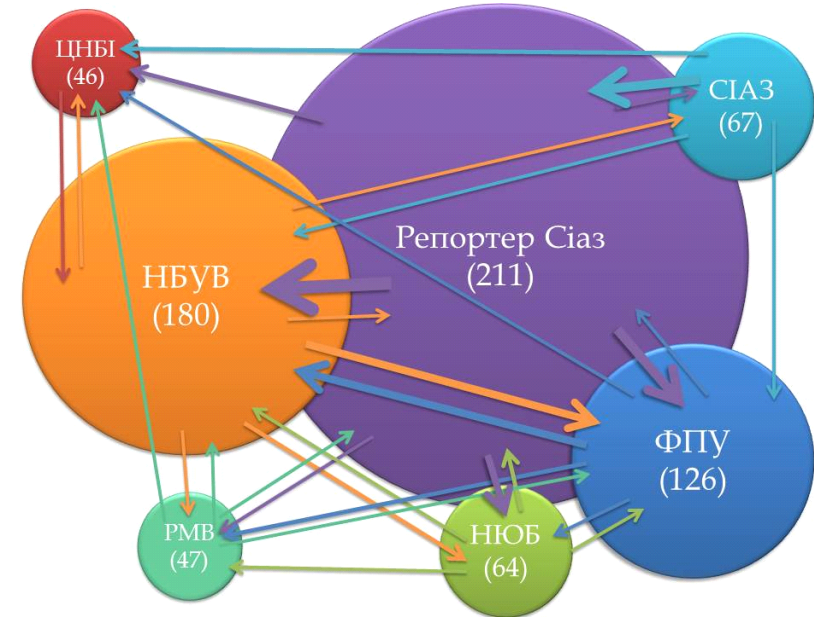 ЦНБІ
(46)
СІАЗ
(67)
Репортер Сіаз
(211)
НБУВ
(180)
ФПУ
(126)
РМВ
(47)
НЮБ
(64)